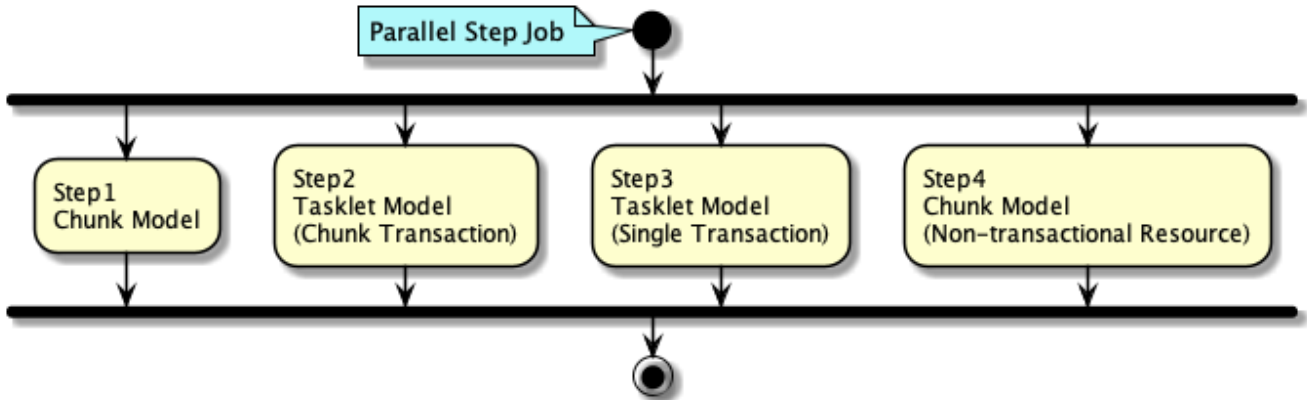 Parallel Step Job
Step1
Chunk Model
Step2
Tasklet Model
(Chunk Transaction)
Step3
Tasklet Model
(Single Transaction)
Step4
Chunk Model
(Non-transactional Resource)